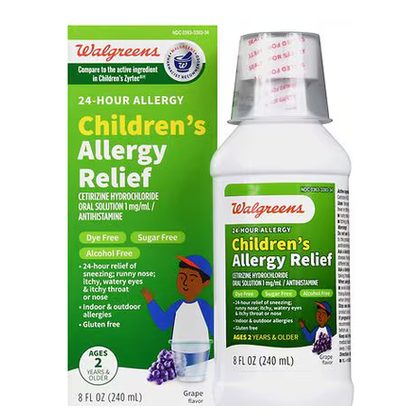 NDC 0363-0383-34
Walgreens
Compare to the active ingredient
in Children's Zyrtec®††
24-HOUR ALLERGY
Children's
Allergy
Relief
CETIRIZINE HYDROCHLORIDE
ORAL SOLUTION 1 mg/mL /
ANTIHISTAMINE
Dye Free
Sugar Free
Alcohol Free
• 24-hour relief of
sneezing; runny nose;
itchy, watery eyes
& itchy throat
or nose
• Indoor & outdoor
allergies
• Gluten free
AGES
2
YEARS &
OLDER
Grape
flavor
8 FL OZ (240 mL)
Walgreens
24-HOUR ALLERGY
Children's
Allergy Relief
CETIRIZINE HYDROCHLORIDE
ORAL SOLUTION 1 mg/mL / ANTIHISTAMINE
Dye Free
Sugar Free
Alcohol Free
• 24-hour relief of sneezing;
runny nose; itchy, watery eyes
& itchy throat or nose
• Indoor & outdoor allergies
• Gluten free
AGES 2 YEARS & OLDER
8 FL OZ (240 mL)
Grape
flavor